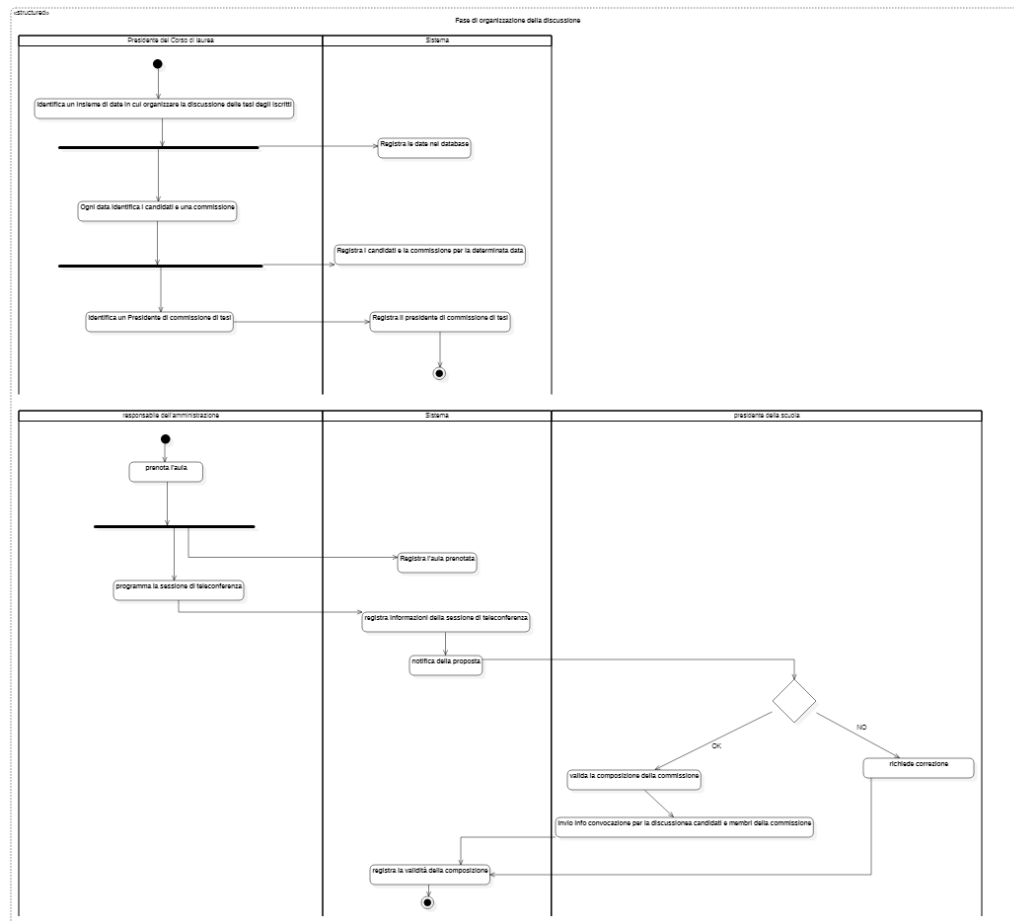 «structured»
Fase di organizzazione della discussione
Presidente del Corso di laurea
Sistema
Identifica un insieme di date in cui organizzare la discussione delle tesi degli iscritti
Registra le date nel database
Ogni data identifica i candidati e una commissione
Registra i candidati e la commissione per la determinata data
Identifica un Presidente di commissione di tesi
Registra il presidente di commissione di tesi
responsabile dell'amministrazione
Sistema
presidente della scuola
prenota l'aula
Registra l'aula prenotata
programma la sessione di teleconferenza
registra informazioni della sessione di teleconferenza
notifica della proposta
NO
OK
richiede correzione
valida la composizione della commissione
invio info convocazione per la discussionea candidati e membri della commissione
registra la validità della composizione